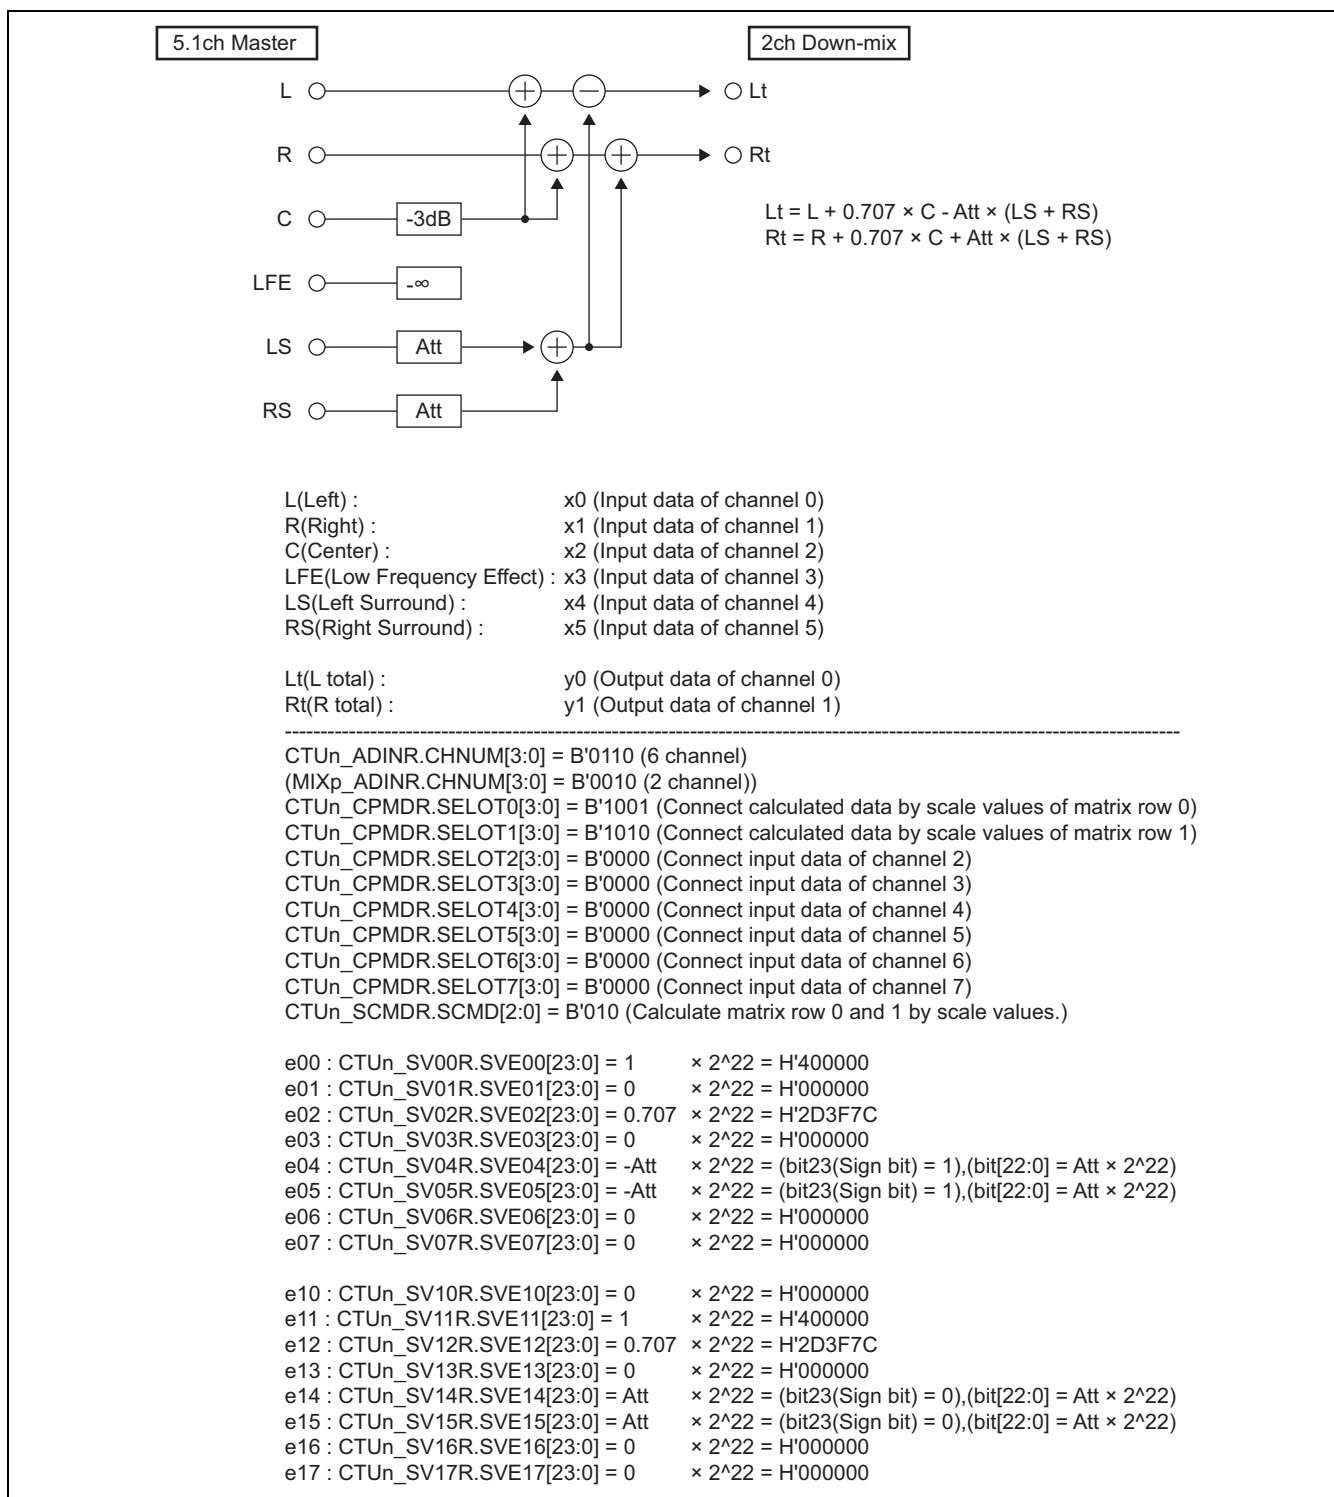 5.1ch Master
2ch Down-mix
L
Lt
R
Rt
C
-3dB
Lt = L + 0.707 × C - Att × (LS + RS)
Rt = R + 0.707 × C + Att × (LS + RS)
LFE
-∞
LS
Att
RS
Att
L(Left) : x0 (Input data of channel 0)
R(Right) : x1 (Input data of channel 1)
C(Center) : x2 (Input data of channel 2)
LFE(Low Frequency Effect) : x3 (Input data of channel 3)
LS(Left Surround) : x4 (Input data of channel 4)
RS(Right Surround) : x5 (Input data of channel 5)
Lt(L total) : y0 (Output data of channel 0)
Rt(R total) : y1 (Output data of channel 1)
CTUn_ADINR.CHNUM[3:0] = B'0110 (6 channel)
(MIXp_ADINR.CHNUM[3:0] = B'0010 (2 channel))
CTUn_CPMDR.SELOT0[3:0] = B'1001 (Connect calculated data by scale values of matrix row 0)
CTUn_CPMDR.SELOT1[3:0] = B'1010 (Connect calculated data by scale values of matrix row 1)
CTUn_CPMDR.SELOT2[3:0] = B'0000 (Connect input data of channel 2)
CTUn_CPMDR.SELOT3[3:0] = B'0000 (Connect input data of channel 3)
CTUn_CPMDR.SELOT4[3:0] = B'0000 (Connect input data of channel 4)
CTUn_CPMDR.SELOT5[3:0] = B'0000 (Connect input data of channel 5)
CTUn_CPMDR.SELOT6[3:0] = B'0000 (Connect input data of channel 6)
CTUn_CPMDR.SELOT7[3:0] = B'0000 (Connect input data of channel 7)
CTUn_SCMDR.SCMD[2:0] = B'010 (Calculate matrix row 0 and 1 by scale values.)
e00 : CTUn_SV00R.SVE00[23:0] = 1 × 2^22 = H'400000
e01 : CTUn_SV01R.SVE01[23:0] = 0 × 2^22 = H'000000
e02 : CTUn_SV02R.SVE02[23:0] = 0.707 × 2^22 = H'2D3F7C
e03 : CTUn_SV03R.SVE03[23:0] = 0 × 2^22 = H'000000
e04 : CTUn_SV04R.SVE04[23:0] = -Att × 2^22 = (bit23(Sign bit) = 1),(bit[22:0] = Att × 2^22)
e05 : CTUn_SV05R.SVE05[23:0] = -Att × 2^22 = (bit23(Sign bit) = 1),(bit[22:0] = Att × 2^22)
e06 : CTUn_SV06R.SVE06[23:0] = 0 × 2^22 = H'000000
e07 : CTUn_SV07R.SVE07[23:0] = 0 × 2^22 = H'000000
e10 : CTUn_SV10R.SVE10[23:0] = 0 × 2^22 = H'000000
e11 : CTUn_SV11R.SVE11[23:0] = 1 × 2^22 = H'400000
e12 : CTUn_SV12R.SVE12[23:0] = 0.707 × 2^22 = H'2D3F7C
e13 : CTUn_SV13R.SVE13[23:0] = 0 × 2^22 = H'000000
e14 : CTUn_SV14R.SVE14[23:0] = Att × 2^22 = (bit23(Sign bit) = 0),(bit[22:0] = Att × 2^22)
e15 : CTUn_SV15R.SVE15[23:0] = Att × 2^22 = (bit23(Sign bit) = 0),(bit[22:0] = Att × 2^22)
e16 : CTUn_SV16R.SVE16[23:0] = 0 × 2^22 = H'000000
e17 : CTUn_SV17R.SVE17[23:0] = 0 × 2^22 = H'000000